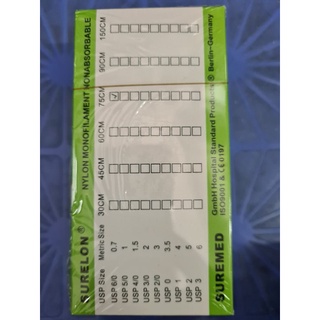 SURELON ® NYLON MONOFILAMENT NONABSORBABLE
USP Size Metric Size 30CM 45CM 60CM 75CM 90CM 150CM
USP 6/0 0.7
USP 5/0 1
USP 4/0 1.5
USP 3/0 2
USP 2/0 3
USP 0 3.5
USP 1 4
USP 2 5
USP 3 6
SUREMED GmbH Hospital Standard Products ® Berlin-Germany
ISO9001 & CE0197